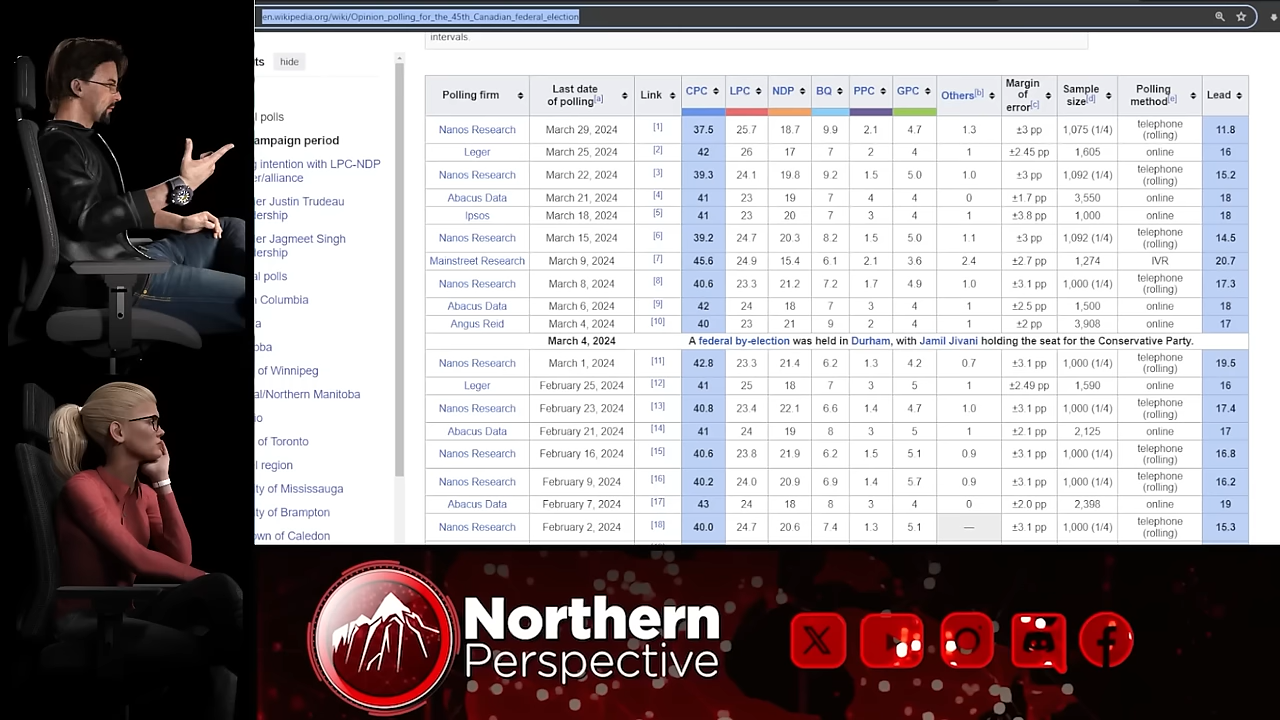 en.wikipedia.org/wiki/Opinion_polling_for_the_45th_Canadian_federal_election
intervals.
ts hide
al polls
ampaign period
g intention with LPC-NDP
er/alliance
er Justin Trudeau
dership
er Jagmeet Singh
dership
al polls
h Columbia
a
oba
of Winnipeg
al/Northern Manitoba
io
of Toronto
l region
ty of Mississauga
ty of Brampton
wn of Caledon
Polling firm Last date of polling[a] Link CPC LPC NDP BQ PPC GPC Others[b] Margin of error[c] Sample size[d] Polling method[e] Lead
Nanos Research March 29, 2024 [1] 37.5 25.7 18.7 9.9 2.1 4.7 1.3 ±3 pp 1,075 (1/4) telephone (rolling) 11.8
Leger March 25, 2024 [2] 42 26 17 7 2 4 1 ±2.45 pp 1,605 online 16
Nanos Research March 22, 2024 [3] 39.3 24.1 19.8 9.2 1.5 5.0 1.0 ±3 pp 1,092 (1/4) telephone (rolling) 15.2
Abacus Data March 21, 2024 [4] 41 23 19 7 4 4 0 ±1.7 pp 3,550 online 18
Ipsos March 18, 2024 [5] 41 23 20 7 3 4 1 ±3.8 pp 1,000 online 18
Nanos Research March 15, 2024 [6] 39.2 24.7 20.3 8.2 1.5 5.0 1.1 ±3 pp 1,092 (1/4) telephone (rolling) 14.5
Mainstreet Research March 9, 2024 [7] 45.6 24.9 15.4 6.1 2.1 3.6 2.4 ±2.7 pp 1,274 IVR 20.7
Nanos Research March 8, 2024 [8] 40.6 23.3 21.2 7.2 1.7 4.9 1.0 ±3.1 pp 1,000 (1/4) telephone (rolling) 17.3
Abacus Data March 6, 2024 [9] 42 24 18 7 3 4 1 ±2.5 pp 1,500 online 18
Angus Reid March 4, 2024 [10] 40 23 21 9 2 4 1 ±2 pp 3,908 online 17
March 4, 2024 A federal by-election was held in Durham, with Jamil Jivani holding the seat for the Conservative Party.
Nanos Research March 1, 2024 [11] 42.8 23.3 21.4 6.2 1.3 4.2 0.7 ±3.1 pp 1,000 (1/4) telephone (rolling) 19.5
Leger February 25, 2024 [12] 41 25 18 7 3 5 1 ±2.49 pp 1,590 online 16
Nanos Research February 23, 2024 [13] 40.8 23.4 22.1 6.6 1.4 4.7 1.0 ±3.1 pp 1,000 (1/4) telephone (rolling) 17.4
Abacus Data February 21, 2024 [14] 41 24 19 8 3 5 1 ±2.1 pp 2,125 online 17
Nanos Research February 16, 2024 [15] 40.6 23.8 21.9 6.2 1.5 5.1 0.9 ±3.1 pp 1,000 (1/4) telephone (rolling) 16.8
Nanos Research February 9, 2024 [16] 40.2 24.0 20.9 6.9 1.4 5.7 0.9 ±3.1 pp 1,000 (1/4) telephone (rolling) 16.2
Abacus Data February 7, 2024 [17] 43 24 18 8 3 4 0 ±2.0 pp 2,398 online 19
Nanos Research February 2, 2024 [18] 40.0 24.7 20.6 7.4 1.3 5.1 — ±3.1 pp 1,000 (1/4) telephone (rolling) 15.3
Northern
Perspective